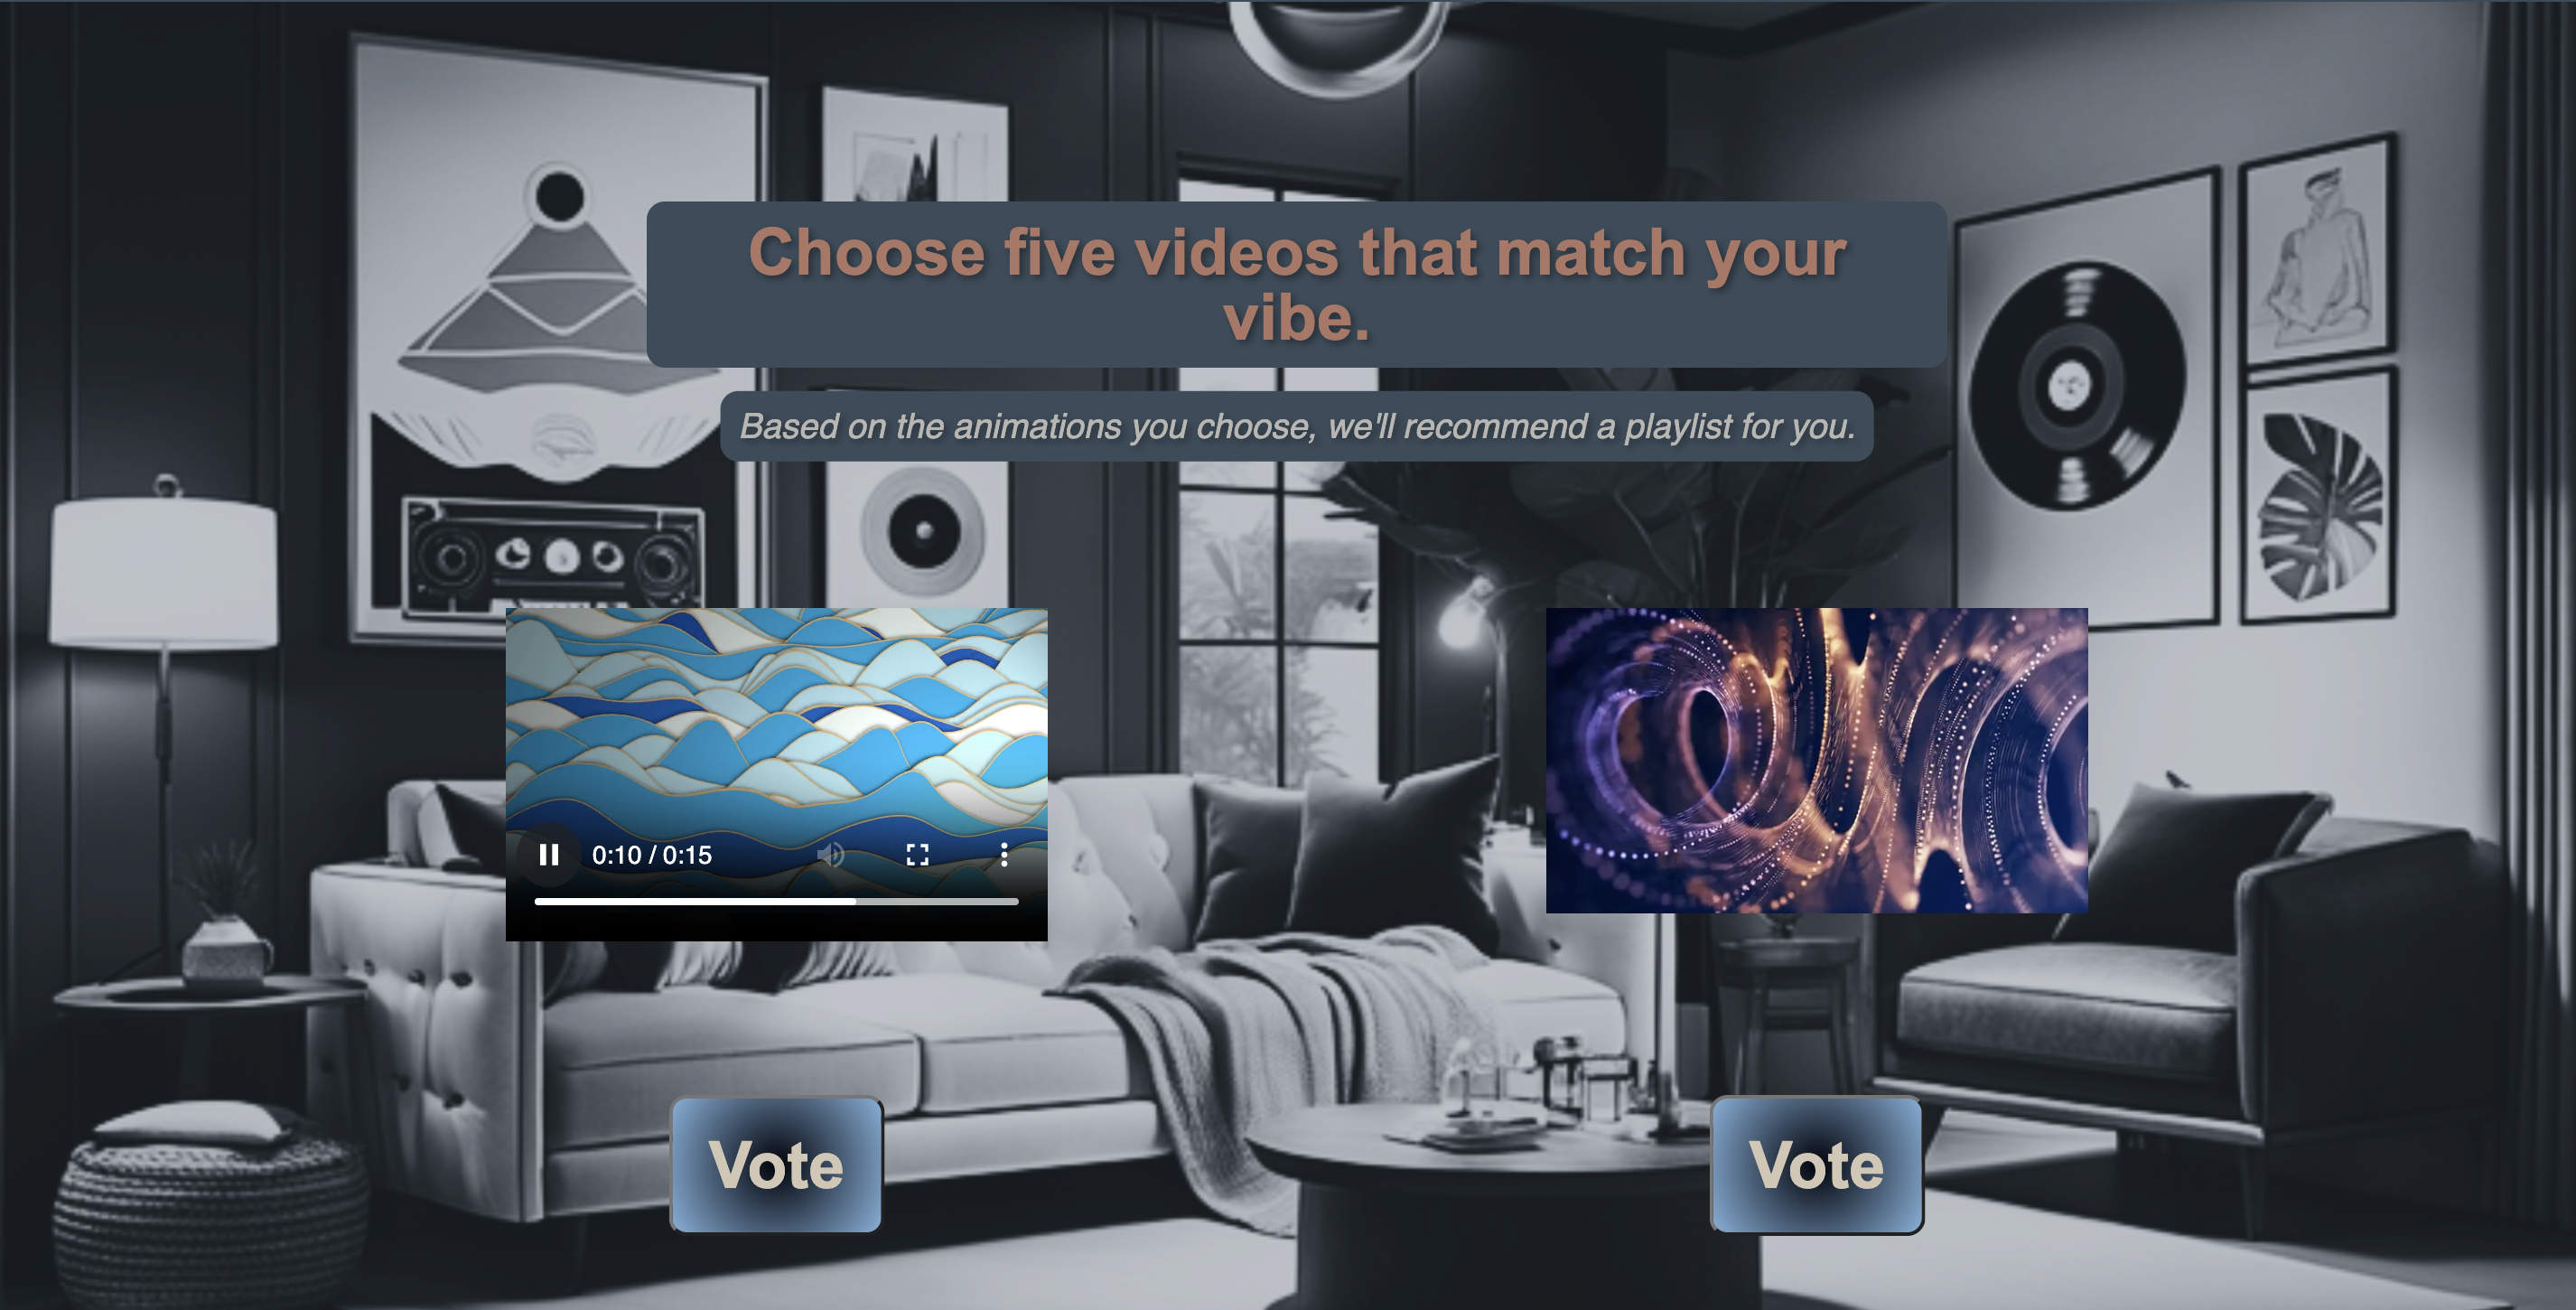 Choose five videos that match your
vibe.
Based on the animations you choose, we'll recommend a playlist for you.
0:10 / 0:15
Vote
Vote